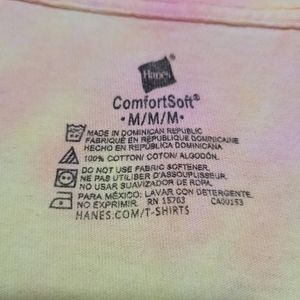 Hanes
ComfortSoft®
•M/M/M•
MADE IN DOMINICAN REPUBLIC
FABRIQUÉ EN RÉPUBLIQUE DOMINICAINE
HECHO EN REPÚBLICA DOMINICANA
100% COTTON/ COTON/ ALGODÓN.
DO NOT USE FABRIC SOFTENER.
NE PAS UTILISER D'ASSOUPLISSEUR.
NO USAR SUAVIZADOR DE ROPA.
PARA MÉXICO: LAVAR CON DETERGENTE.
NO EXPRIMIR. RN 15763 CA00153
HANES.COM/T-SHIRTS